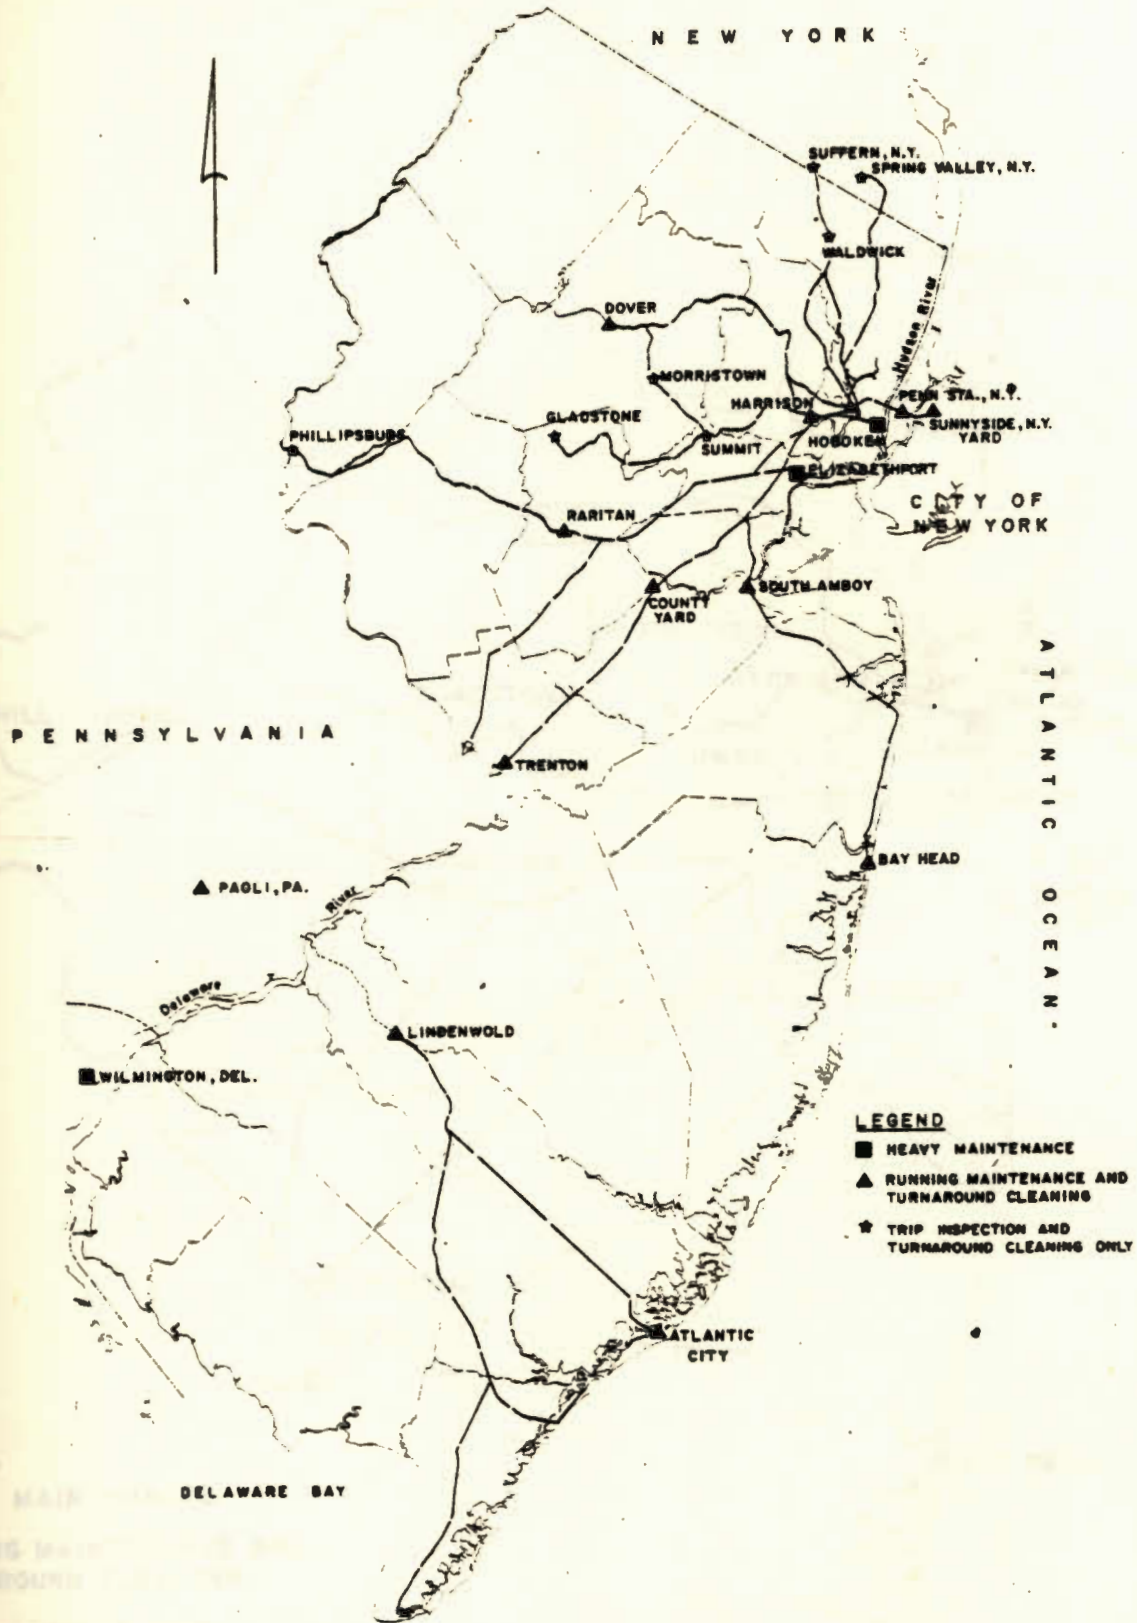 NEW YORK
SUFFERN, N.Y.
SPRING VALLEY, N.Y.
WALDWICK
Hudson River
DOVER
MORRISTOWN
HARRISON
PENN STA., N.Y.
GLADSTONE
SUNNYSIDE, N.Y.
YARD
PHILLIPSBURG
SUMMIT
HOBOKEN
ELIZABETHPORT
CITY OF
NEW YORK
RARITAN
SOUTH AMBOY
COUNTY
YARD
ATLANTIC OCEAN
PENNSYLVANIA
TRENTON
BAY HEAD
PAOLI, PA.
River
Delaware
LINDENWOLD
WILMINGTON, DEL.
LEGEND
HEAVY MAINTENANCE
RUNNING MAINTENANCE AND
TURNAROUND CLEANING
TRIP INSPECTION AND
TURNAROUND CLEANING ONLY
ATLANTIC
CITY
DELAWARE BAY